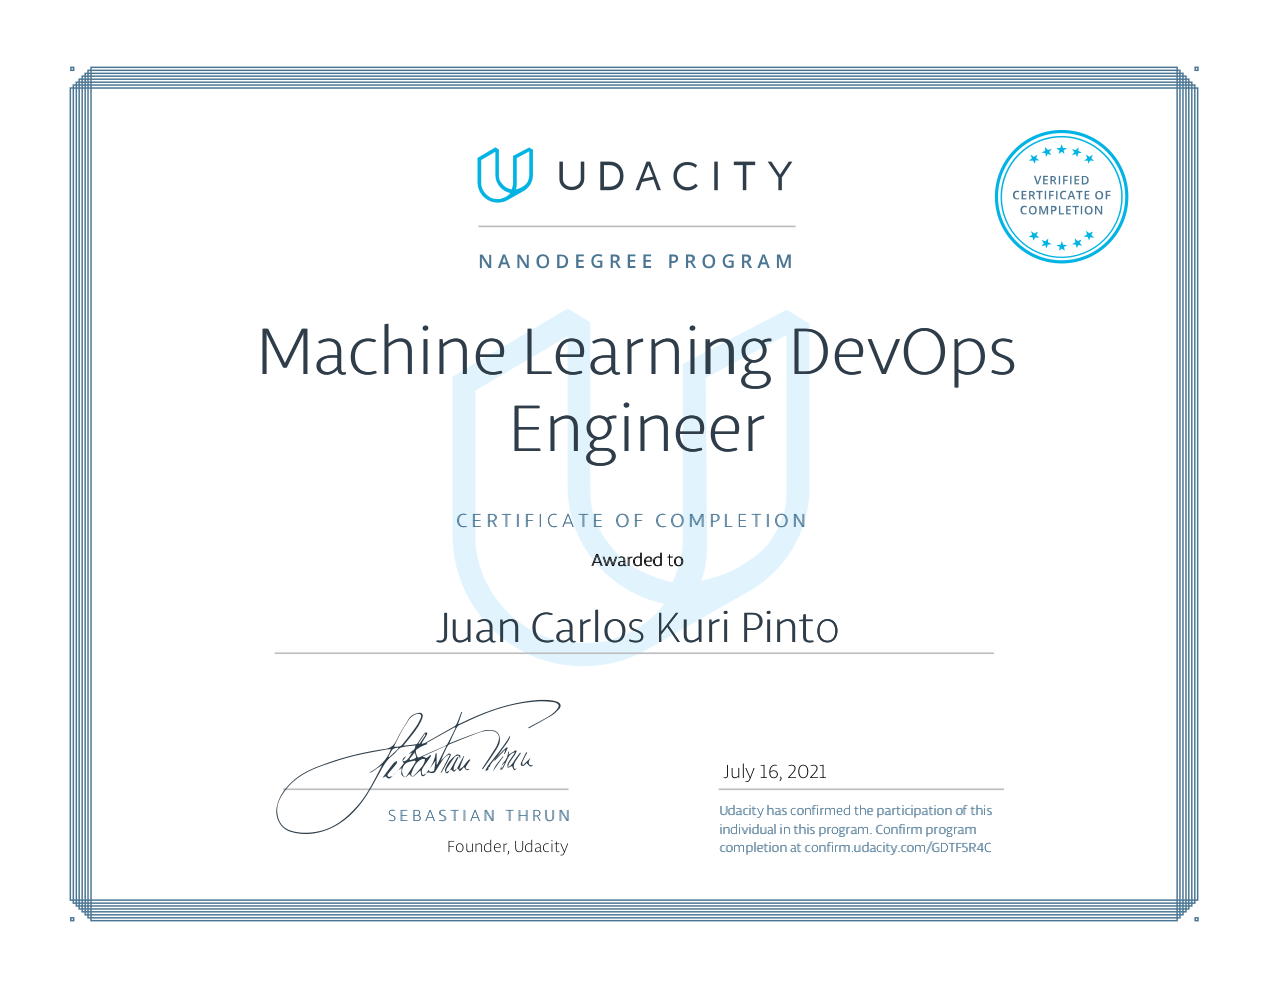 UDACITY
VERIFIED
CERTIFICATE OF
COMPLETION
NANODEGREE PROGRAM
Machine Learning DevOps
Engineer
CERTIFICATE OF COMPLETION
Awarded to
Juan Carlos Kuri Pinto
Sebastian Thrun
SEBASTIAN THRUN
Founder, Udacity
July 16, 2021
Udacity has confirmed the participation of this
individual in this program. Confirm program
completion at confirm.udacity.com/GDTF5R4C